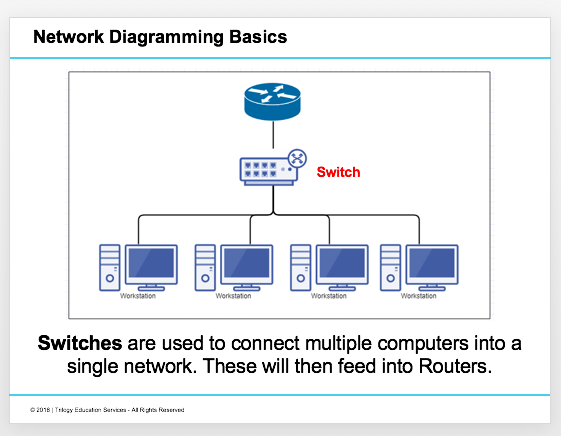 Network Diagramming Basics
Switch
Workstation
Workstation
Workstation
Workstation
Switches are used to connect multiple computers into a
single network. These will then feed into Routers.
© 2018 | Trilogy Education Services - All Rights Reserved